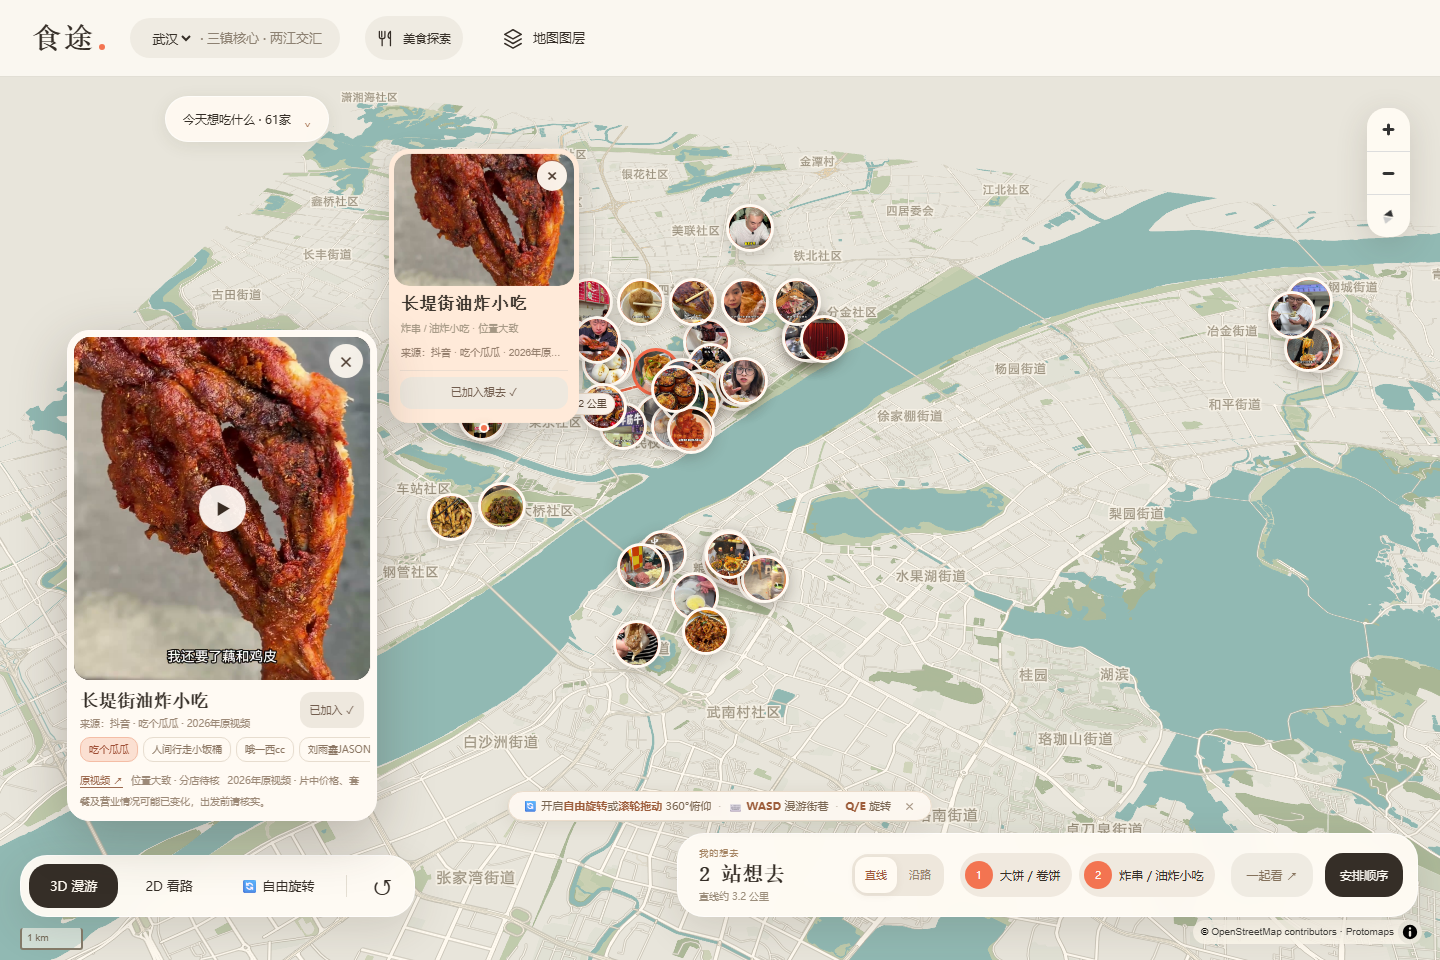 食途.
武汉 · 三镇核心 · 两江交汇
美食探索
地图图层
今天想吃什么 · 61家
潇湘海社区
银花社区
金潭村
江北社区
鑫桥社区
四居委会
美联社区
长丰街道
铁北社区
古田街道
钢城街道
分金社区
冶金街道
杨园街道
和平街道
徐家棚街道
长堤街油炸小吃
炸串 / 油炸小吃 · 位置大致
来源：抖音 · 吃个瓜瓜 · 2026年原...
已加入想去 ✓
2 公里
车站社区
大桥社区
梨园街道
钢管社区
水果湖街道
桂园
湖滨
武南村社区
珞珈山街道
白沙洲街道
张家湾街道
我还要了藕和鸡皮
长堤街油炸小吃
已加入 ✓
来源：抖音 · 吃个瓜瓜 · 2026年原视频
吃个瓜瓜
人间行走小饭桶
哦一西cc
刘雨鑫JASON
原视频 ↗ 位置大致 · 分店待核 2026年原视频 · 片中价格、套
餐及营业情况可能已变化，出发前请核实。
开启自由旋转或滚轮拖动 360°俯仰 · WASD 漫游街巷 · Q/E 旋转
3D 漫游
2D 看路
自由旋转
我的想去
2 站想去
直线约 3.2 公里
直线
沿路
1 大饼 / 卷饼
2 炸串 / 油炸小吃
一起看 ↗
安排顺序
1 km
© OpenStreetMap contributors · Protomaps